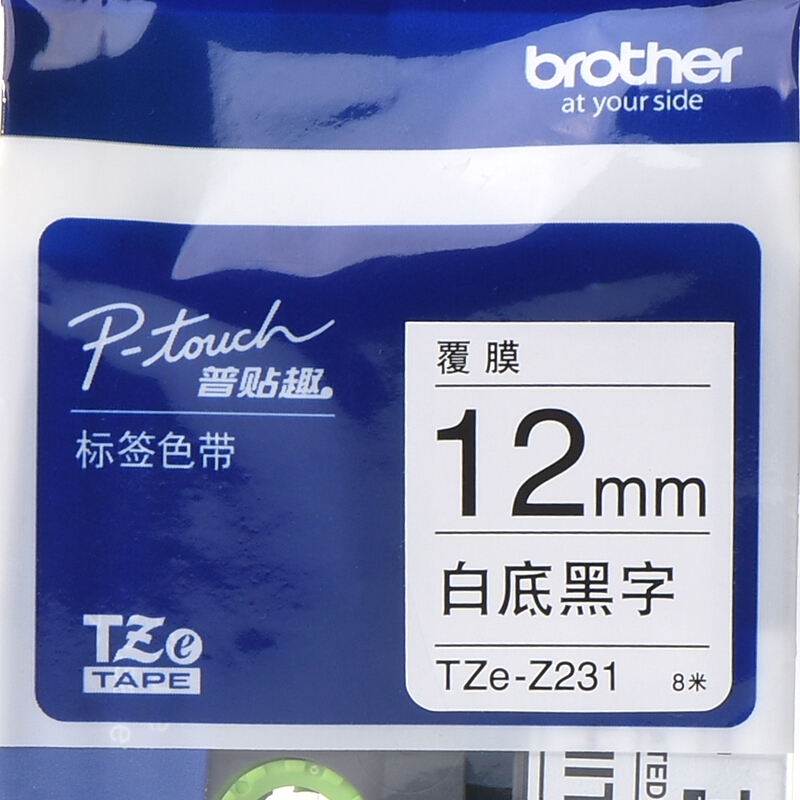 brother
at your side
P-touch
普贴趣
标签色带
TZe
TAPE
覆膜
12mm
白底黑字
TZe-Z231 8米